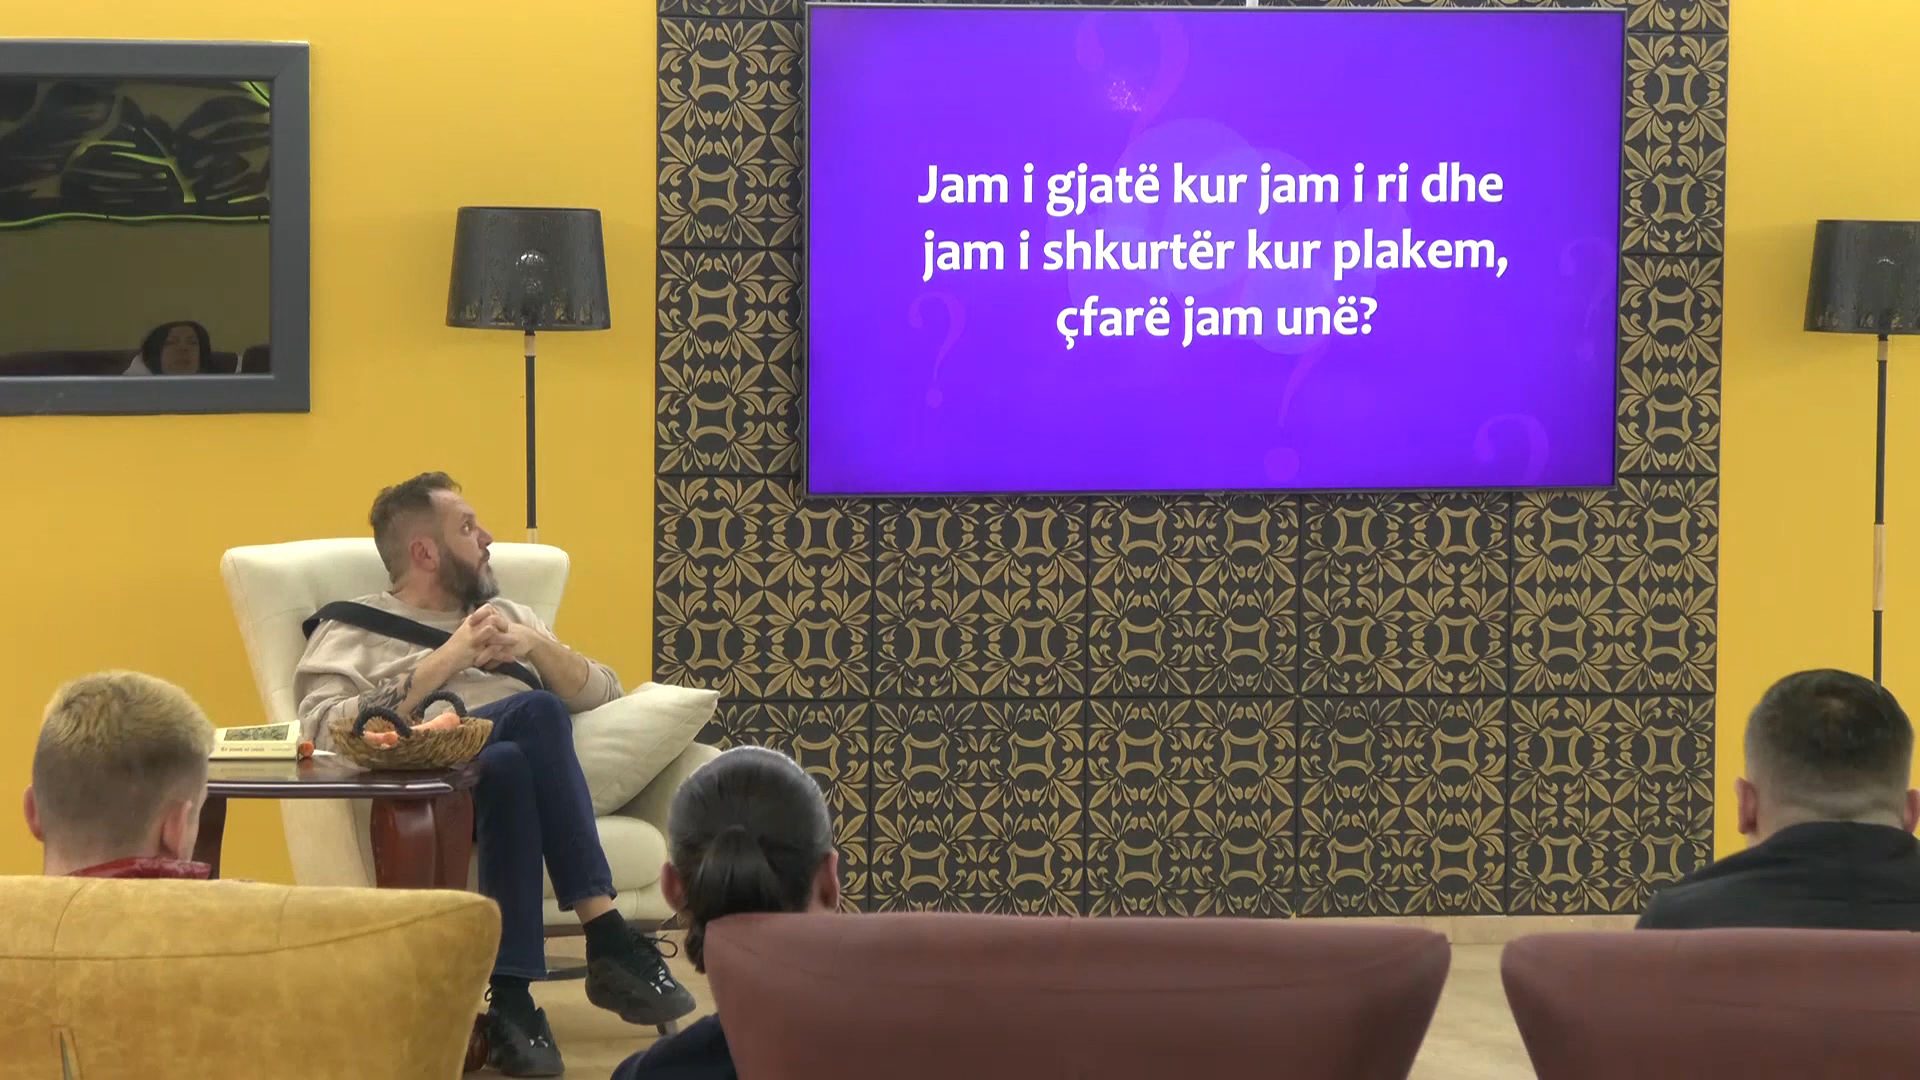 Jam i gjatë kur jam i ri dhe
jam i shkurtër kur plakem,
çfarë jam unë?